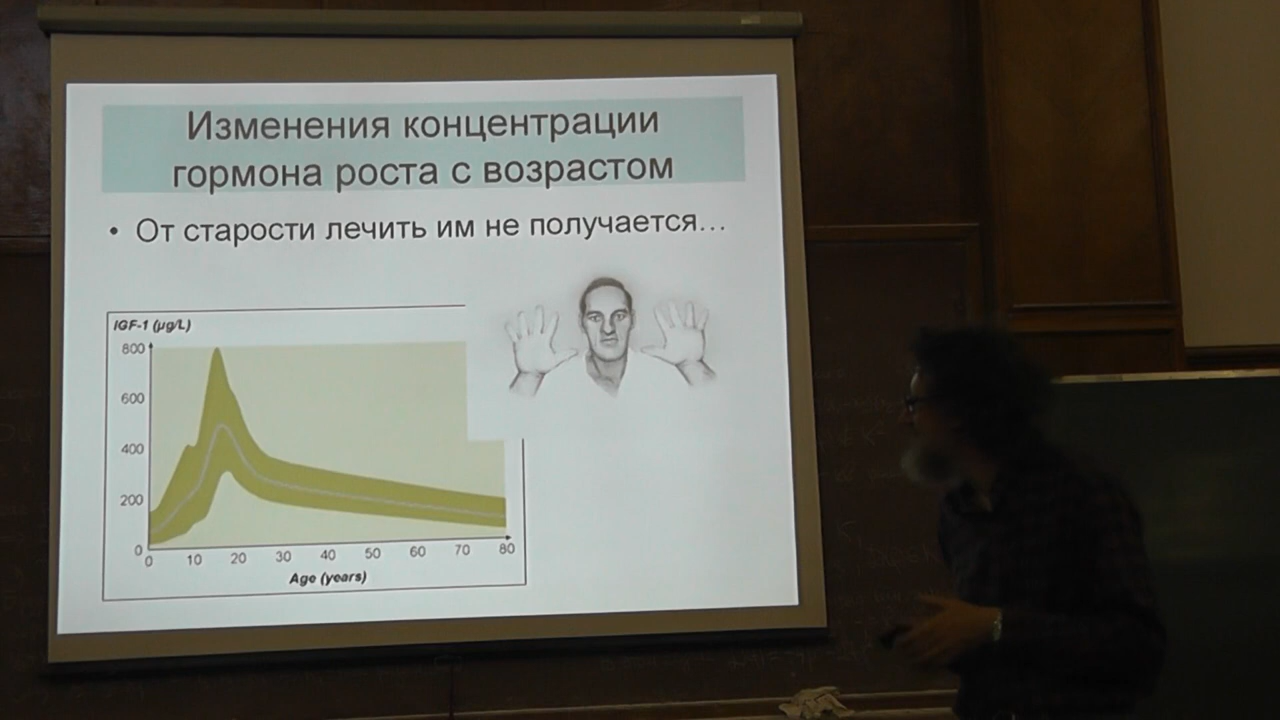 Изменения концентрации
гормона роста с возрастом
• От старости лечить им не получается...
IGF-1 (µg/L)
800
600
400
200
0
0 10 20 30 40 50 60 70 80
Age (years)